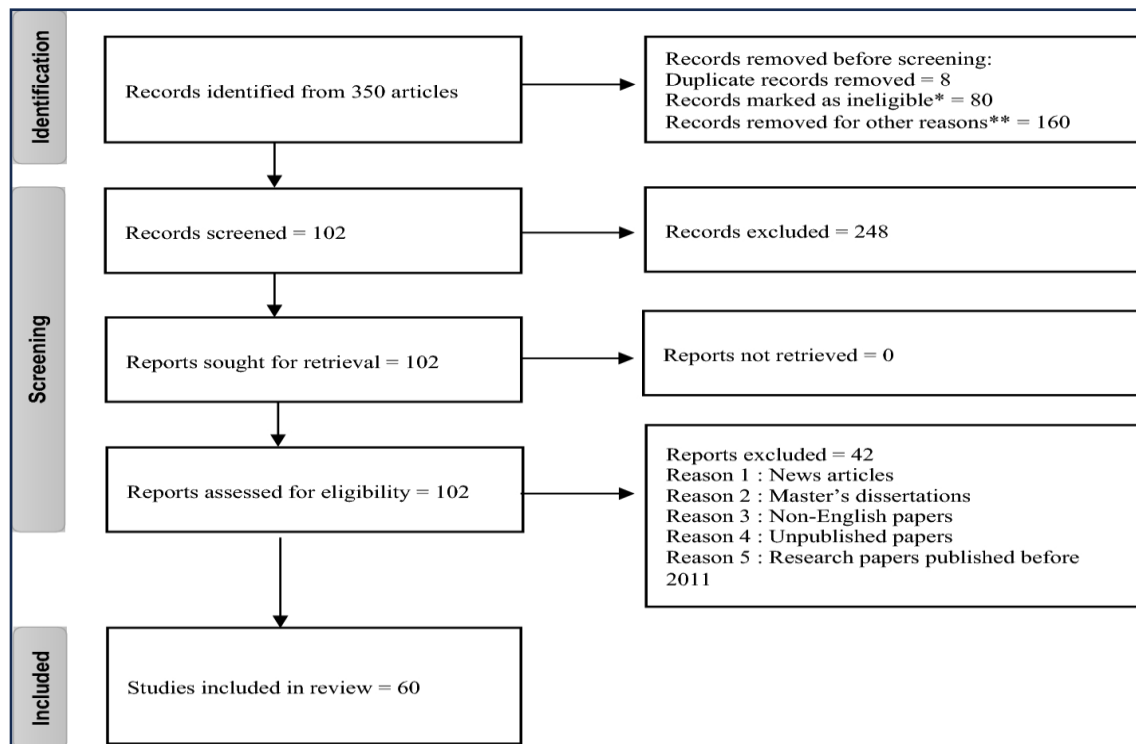 Identification
Records identified from 350 articles
Records removed before screening:
Duplicate records removed = 8
Records marked as ineligible* = 80
Records removed for other reasons** = 160
Screening
Records screened = 102
Records excluded = 248
Reports sought for retrieval = 102
Reports not retrieved = 0
Reports assessed for eligibility = 102
Reports excluded = 42
Reason 1 : News articles
Reason 2 : Master's dissertations
Reason 3 : Non-English papers
Reason 4 : Unpublished papers
Reason 5 : Research papers published before
2011
Included
Studies included in review = 60